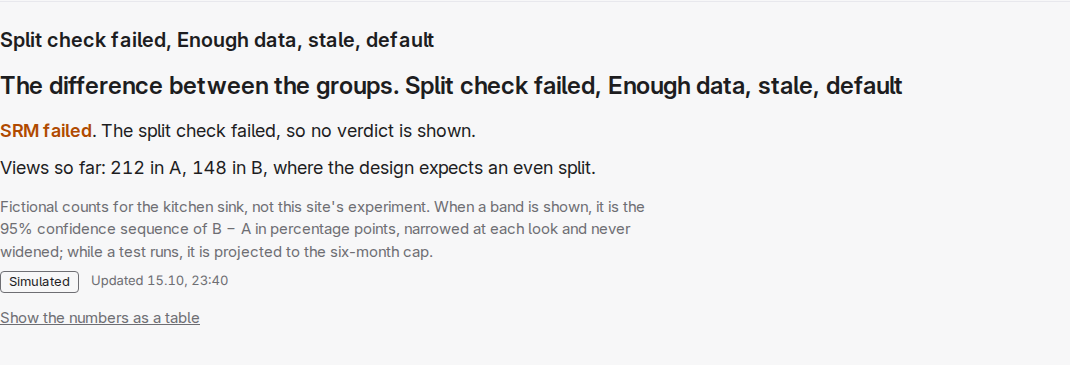 Split check failed, Enough data, stale, default
The difference between the groups. Split check failed, Enough data, stale, default
SRM failed. The split check failed, so no verdict is shown.
Views so far: 212 in A, 148 in B, where the design expects an even split.
Fictional counts for the kitchen sink, not this site's experiment. When a band is shown, it is the
95% confidence sequence of B − A in percentage points, narrowed at each look and never
widened; while a test runs, it is projected to the six-month cap.
Simulated Updated 15.10, 23:40
Show the numbers as a table